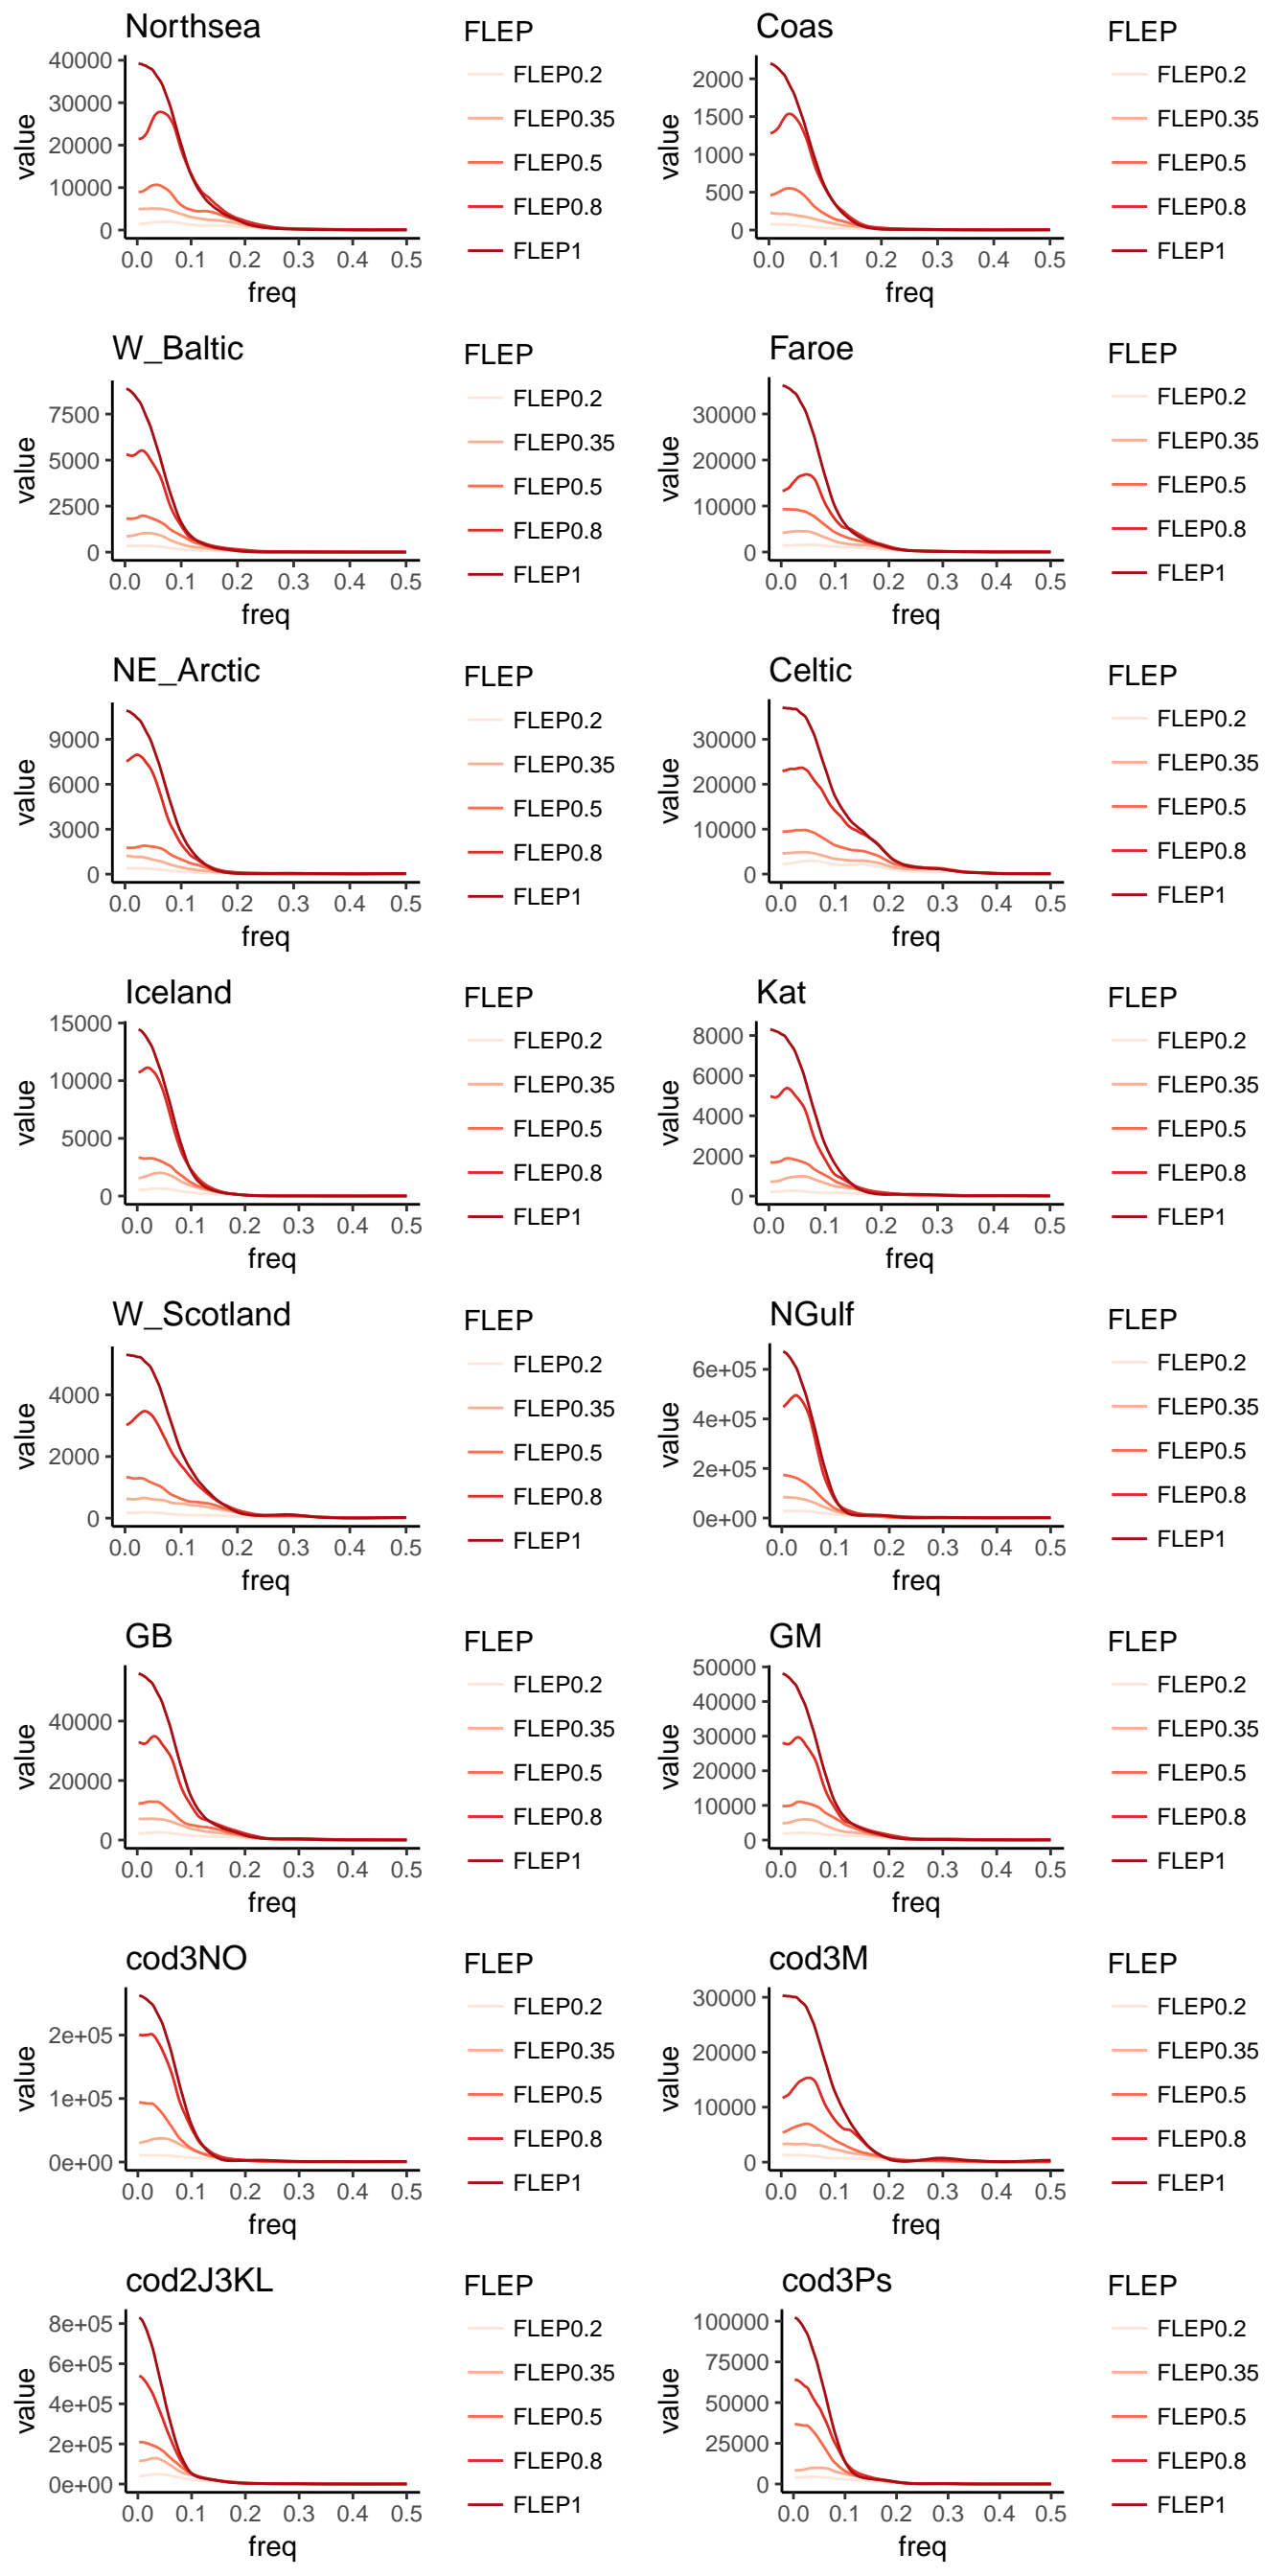 Northsea
FLEP
value
40000
30000
20000
10000
0
0.0 0.1 0.2 0.3 0.4 0.5
freq
FLEP0.2
FLEP0.35
FLEP0.5
FLEP0.8
FLEP1
Coas
FLEP
value
2000
1500
1000
500
0
0.0 0.1 0.2 0.3 0.4 0.5
freq
FLEP0.2
FLEP0.35
FLEP0.5
FLEP0.8
FLEP1
W_Baltic
FLEP
value
7500
5000
2500
0
0.0 0.1 0.2 0.3 0.4 0.5
freq
FLEP0.2
FLEP0.35
FLEP0.5
FLEP0.8
FLEP1
Faroe
FLEP
value
30000
20000
10000
0
0.0 0.1 0.2 0.3 0.4 0.5
freq
FLEP0.2
FLEP0.35
FLEP0.5
FLEP0.8
FLEP1
NE_Arctic
FLEP
value
9000
6000
3000
0
0.0 0.1 0.2 0.3 0.4 0.5
freq
FLEP0.2
FLEP0.35
FLEP0.5
FLEP0.8
FLEP1
Celtic
FLEP
value
30000
20000
10000
0
0.0 0.1 0.2 0.3 0.4 0.5
freq
FLEP0.2
FLEP0.35
FLEP0.5
FLEP0.8
FLEP1
Iceland
FLEP
value
15000
10000
5000
0
0.0 0.1 0.2 0.3 0.4 0.5
freq
FLEP0.2
FLEP0.35
FLEP0.5
FLEP0.8
FLEP1
Kat
FLEP
value
8000
6000
4000
2000
0
0.0 0.1 0.2 0.3 0.4 0.5
freq
FLEP0.2
FLEP0.35
FLEP0.5
FLEP0.8
FLEP1
W_Scotland
FLEP
value
4000
2000
0
0.0 0.1 0.2 0.3 0.4 0.5
freq
FLEP0.2
FLEP0.35
FLEP0.5
FLEP0.8
FLEP1
NGulf
FLEP
value
6e+05
4e+05
2e+05
0e+00
0.0 0.1 0.2 0.3 0.4 0.5
freq
FLEP0.2
FLEP0.35
FLEP0.5
FLEP0.8
FLEP1
GB
FLEP
value
40000
20000
0
0.0 0.1 0.2 0.3 0.4 0.5
freq
FLEP0.2
FLEP0.35
FLEP0.5
FLEP0.8
FLEP1
GM
FLEP
value
50000
40000
30000
20000
10000
0
0.0 0.1 0.2 0.3 0.4 0.5
freq
FLEP0.2
FLEP0.35
FLEP0.5
FLEP0.8
FLEP1
cod3NO
FLEP
value
2e+05
1e+05
0e+00
0.0 0.1 0.2 0.3 0.4 0.5
freq
FLEP0.2
FLEP0.35
FLEP0.5
FLEP0.8
FLEP1
cod3M
FLEP
value
30000
20000
10000
0
0.0 0.1 0.2 0.3 0.4 0.5
freq
FLEP0.2
FLEP0.35
FLEP0.5
FLEP0.8
FLEP1
cod2J3KL
FLEP
value
8e+05
6e+05
4e+05
2e+05
0e+00
0.0 0.1 0.2 0.3 0.4 0.5
freq
FLEP0.2
FLEP0.35
FLEP0.5
FLEP0.8
FLEP1
cod3Ps
FLEP
value
100000
75000
50000
25000
0
0.0 0.1 0.2 0.3 0.4 0.5
freq
FLEP0.2
FLEP0.35
FLEP0.5
FLEP0.8
FLEP1